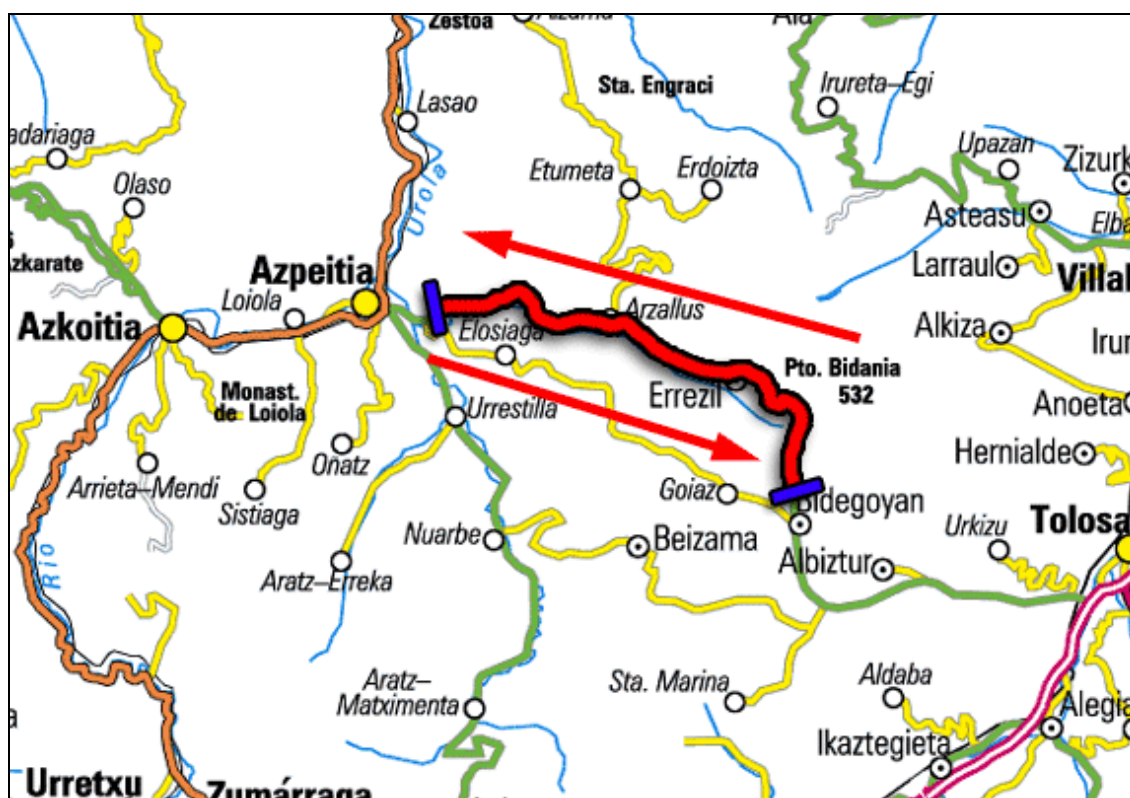 Zestoa
Sta. Engraci
Lasao
Irureta–Egi
adariaga
Olaso
Etumeta
Erdoizta
Upazan
Zizurk
Urola
Asteasu
Elba
Azpeitia
Larraul
Villal
zkarate
Loiola
Arzallus
Azkoitia
Elosiaga
Alkiza
Irur
Monast.
de Loiola
Errezil
Pto. Bidania
532
Anoeta
Urrestilla
Oñatz
Hernialde
Arrieta–Mendi
Sistiaga
Goiaz
Bidegoyan
Nuarbe
Beizama
Urkizu
Tolosa
Albiztur
Rio
Aratz–Erreka
Aratz–
Matximenta
Sta. Marina
Aldaba
Alegia
Ikaztegieta
Urretxu
Zumárraga